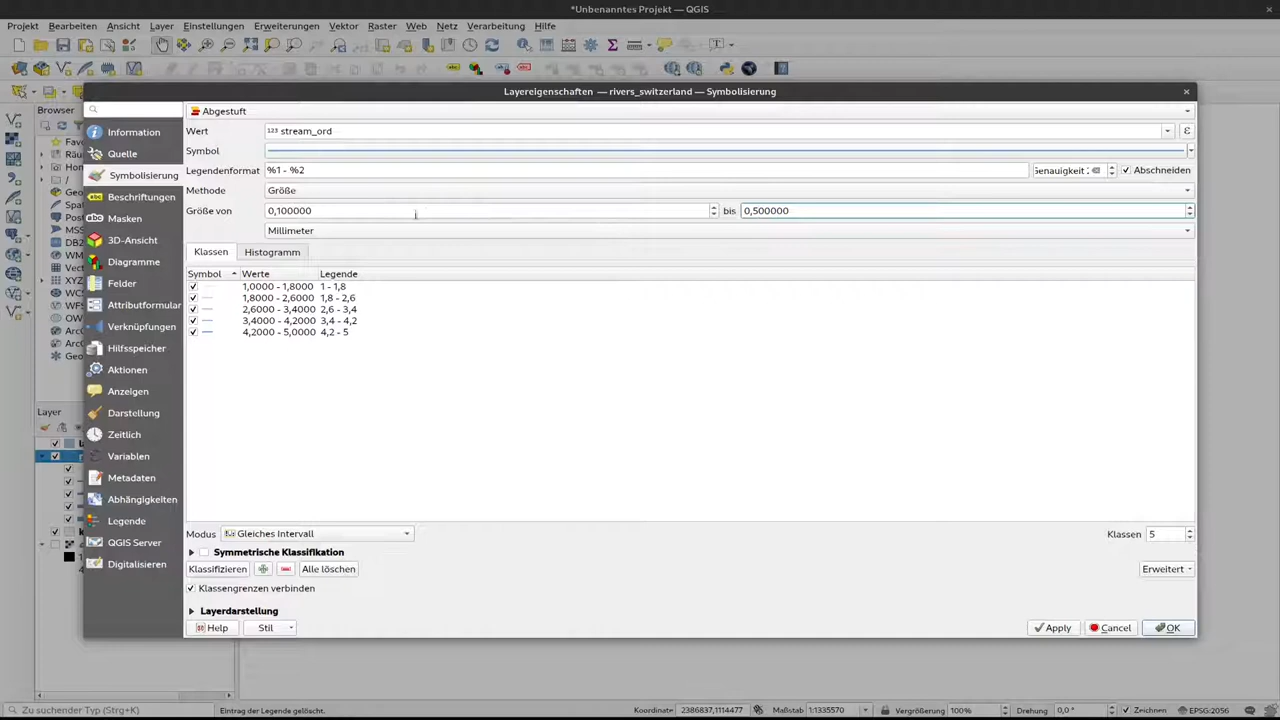 *Unbenanntes Projekt — QGIS
Projekt Bearbeiten Ansicht Layer Einstellungen Erweiterungen Vektor Raster Web Netz Verarbeitung Hilfe
Layereigenschaften — rivers_switzerland — Symbolisierung
Browser
Abgestuft
Information
Wert 123 stream_ord ε
Quelle
Symbol
Symbolisierung
Legendenformat %1 - %2 Abschneiden
Beschriftungen
Methode Größe
Masken
Größe von 0,100000 bis 0,500000
3D-Ansicht
Millimeter
Diagramme
Klassen Histogramm
Felder
Symbol Werte Legende
1,0000 - 1,8000 1 - 1,8
1,8000 - 2,6000 1,8 - 2,6
2,6000 - 3,4000 2,6 - 3,4
3,4000 - 4,2000 3,4 - 4,2
4,2000 - 5,0000 4,2 - 5
Attributformular
Verknüpfungen
Hilfsspeicher
Aktionen
Anzeigen
Layer
Darstellung
Zeitlich
Variablen
Metadaten
Abhängigkeiten
Legende
QGIS Server
Digitalisieren
Modus Gleiches Intervall Klassen 5
Symmetrische Klassifikation
Klassifizieren Alle löschen Erweitert
Klassengrenzen verbinden
Layerdarstellung
Help Stil Apply Cancel OK
Zu suchender Typ (Strg+K) Eintrag der Legende gelöscht. Koordinate 2386837,1114477 Maßstab 1:1335570 Vergrößerung 100% Drehung 0,0 ° Zeichnen EPSG:2056